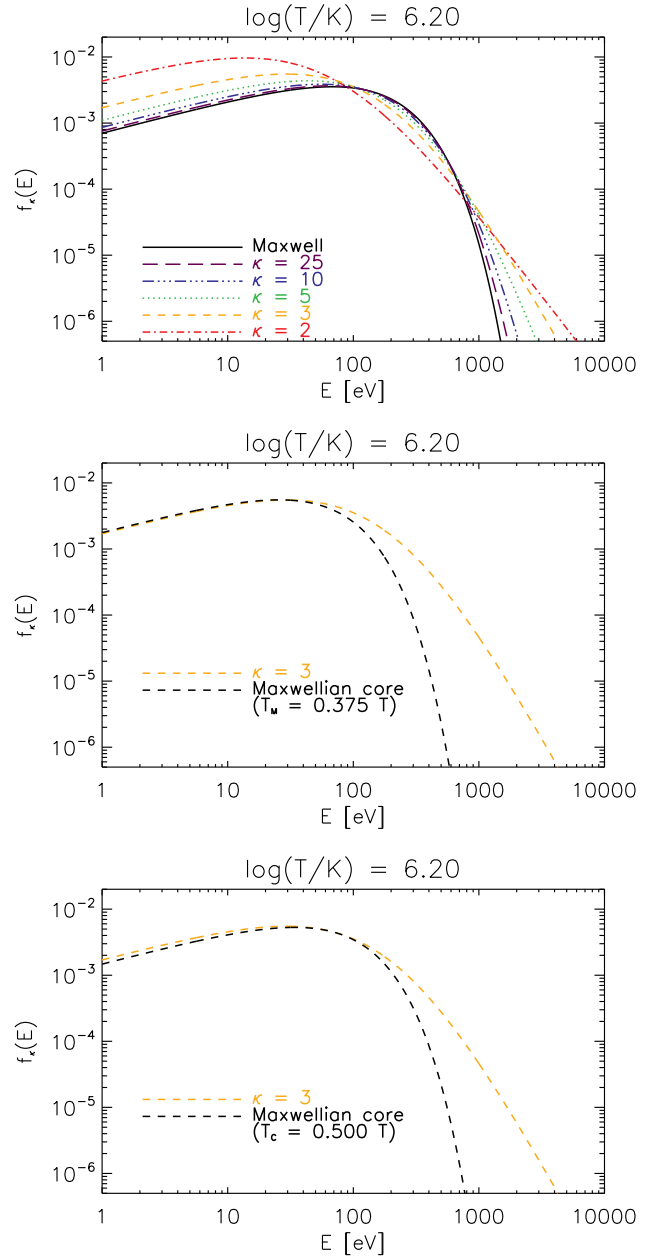 log(T/K) = 6.20
10⁻²
10⁻³
10⁻⁴
10⁻⁵
10⁻⁶
f_κ(E)
Maxwell
κ = 25
κ = 10
κ = 5
κ = 3
κ = 2
1 10 100 1000 10000
E [eV]
log(T/K) = 6.20
10⁻²
10⁻³
10⁻⁴
10⁻⁵
10⁻⁶
f_κ(E)
κ = 3
Maxwellian core
(T_M = 0.375 T)
1 10 100 1000 10000
E [eV]
log(T/K) = 6.20
10⁻²
10⁻³
10⁻⁴
10⁻⁵
10⁻⁶
f_κ(E)
κ = 3
Maxwellian core
(T_C = 0.500 T)
1 10 100 1000 10000
E [eV]